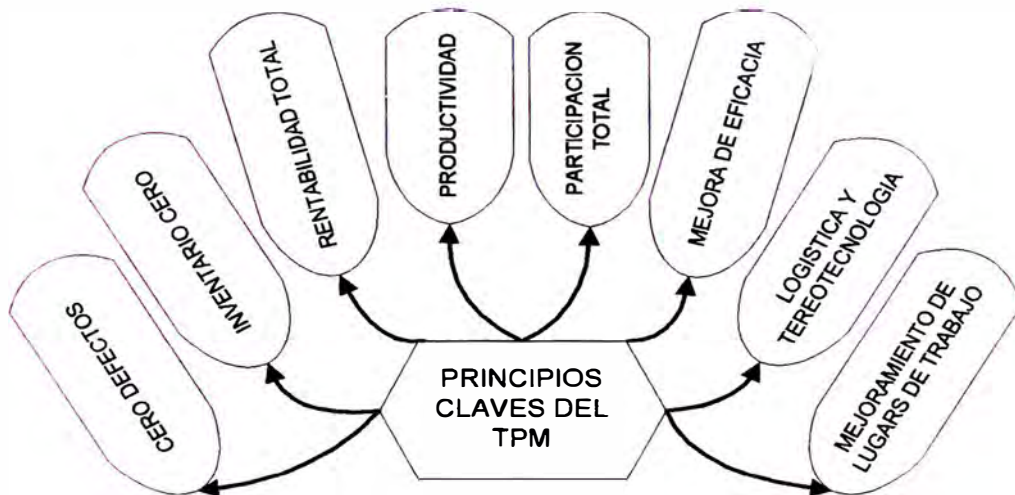 CERO DEFECTOS
INVENTARIO CERO
RENTABILIDAD TOTAL
PRODUCTIVIDAD
PARTICIPACION
TOTAL
MEJORA DE EFICACIA
LOGISTICA Y
TEREOTECNOLOGIA
MEJORAMIENTO DE
LUGARS DE TRABAJO
PRINCIPIOS
CLAVES DEL
TPM